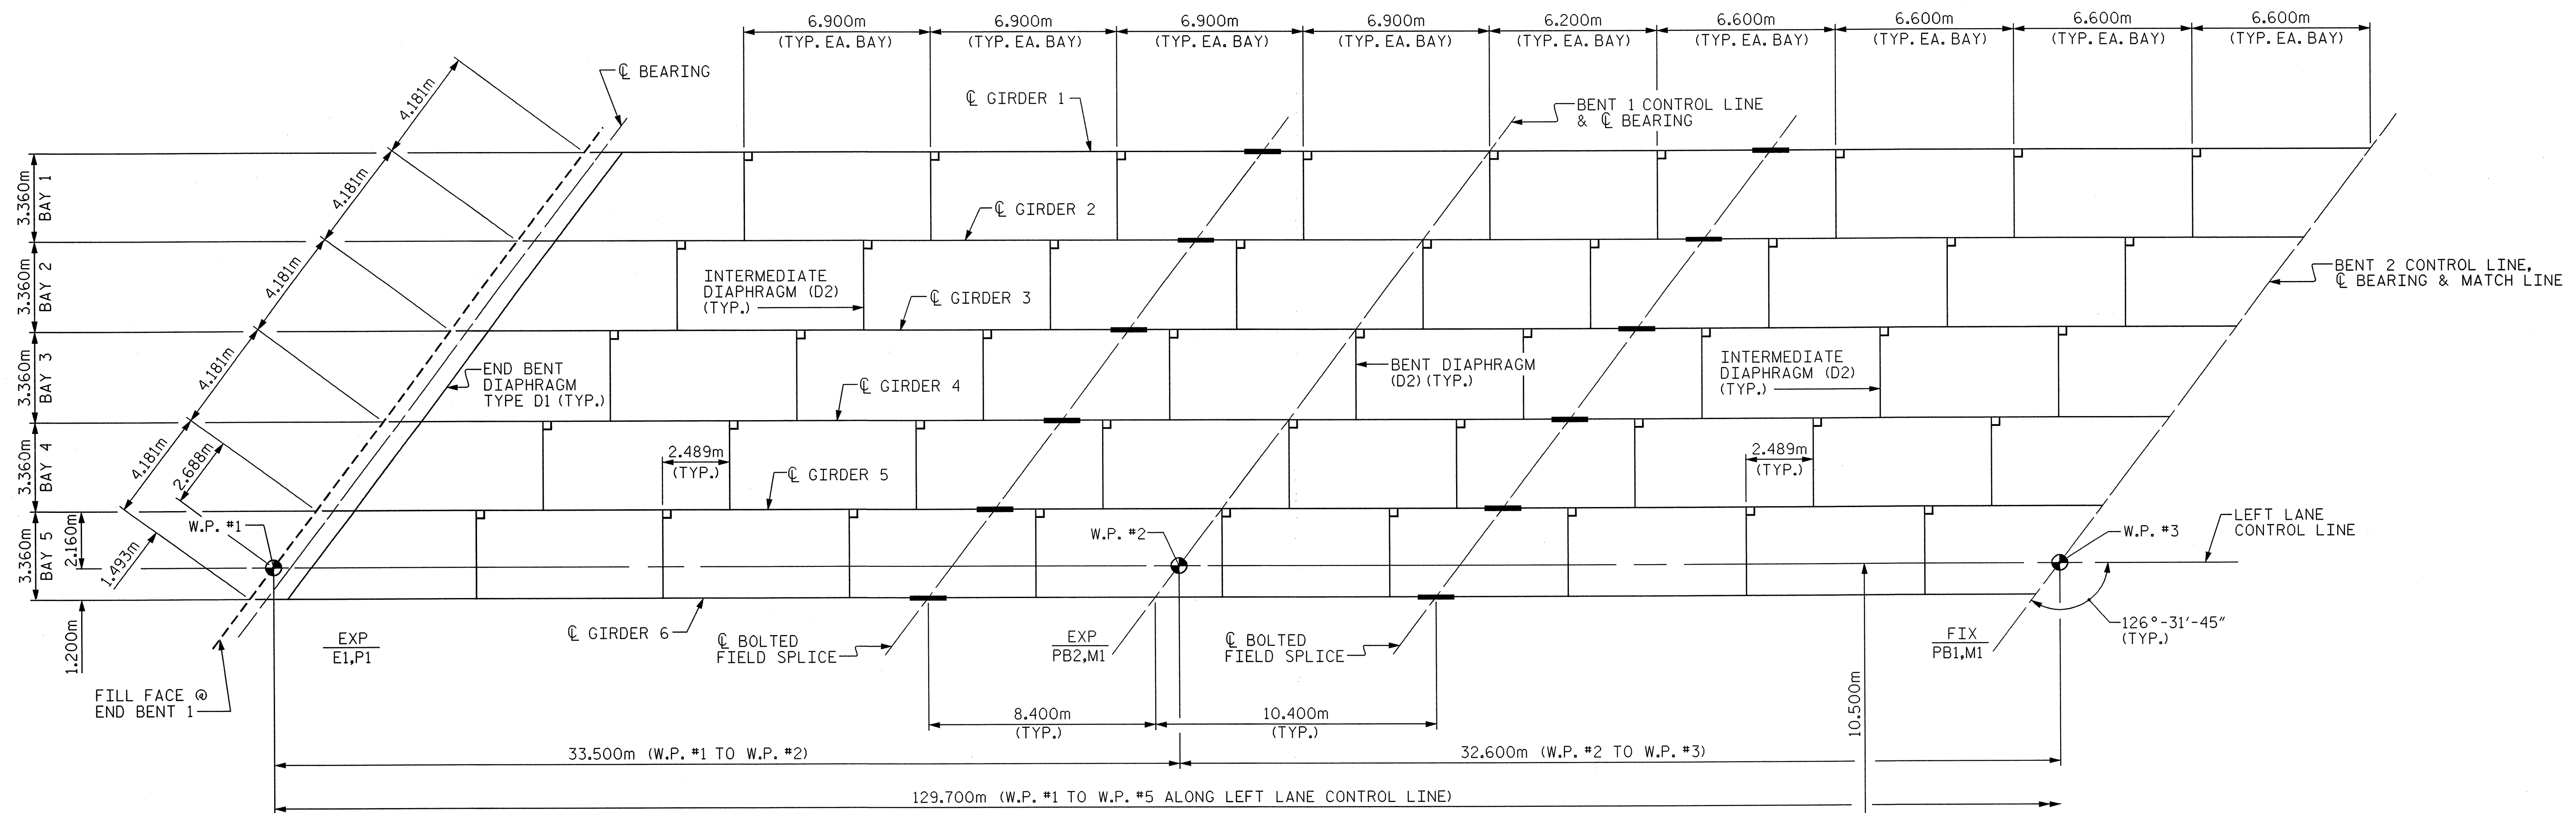 6.900m 6.900m 6.900m 6.900m 6.200m 6.600m 6.600m 6.600m 6.600m
(TYP. EA. BAY) (TYP. EA. BAY) (TYP. EA. BAY) (TYP. EA. BAY) (TYP. EA. BAY) (TYP. EA. BAY) (TYP. EA. BAY) (TYP. EA. BAY) (TYP. EA. BAY)
℄ BEARING
℄ GIRDER 1
BENT 1 CONTROL LINE
& ℄ BEARING
4.181m
4.181m
4.181m
4.181m
4.181m
2.688m
1.493m
3.360m
BAY 1
3.360m
BAY 2
3.360m
BAY 3
3.360m
BAY 4
3.360m
BAY 5
2.160m
1.200m
℄ GIRDER 2
INTERMEDIATE
DIAPHRAGM (D2)
(TYP.)
℄ GIRDER 3
BENT 2 CONTROL LINE,
℄ BEARING & MATCH LINE
END BENT
DIAPHRAGM
TYPE D1 (TYP.)
℄ GIRDER 4
BENT DIAPHRAGM
(D2) (TYP.)
INTERMEDIATE
DIAPHRAGM (D2)
(TYP.)
2.489m
(TYP.)
℄ GIRDER 5
2.489m
(TYP.)
W.P. #1
W.P. #2
W.P. #3
LEFT LANE
CONTROL LINE
℄ GIRDER 6
EXP
E1,P1
℄ BOLTED
FIELD SPLICE
EXP
PB2,M1
℄ BOLTED
FIELD SPLICE
FIX
PB1,M1
126°-31'-45"
(TYP.)
FILL FACE @
END BENT 1
8.400m
(TYP.)
10.400m
(TYP.)
10.500m
33.500m (W.P. #1 TO W.P. #2)
32.600m (W.P. #2 TO W.P. #3)
129.700m (W.P. #1 TO W.P. #5 ALONG LEFT LANE CONTROL LINE)